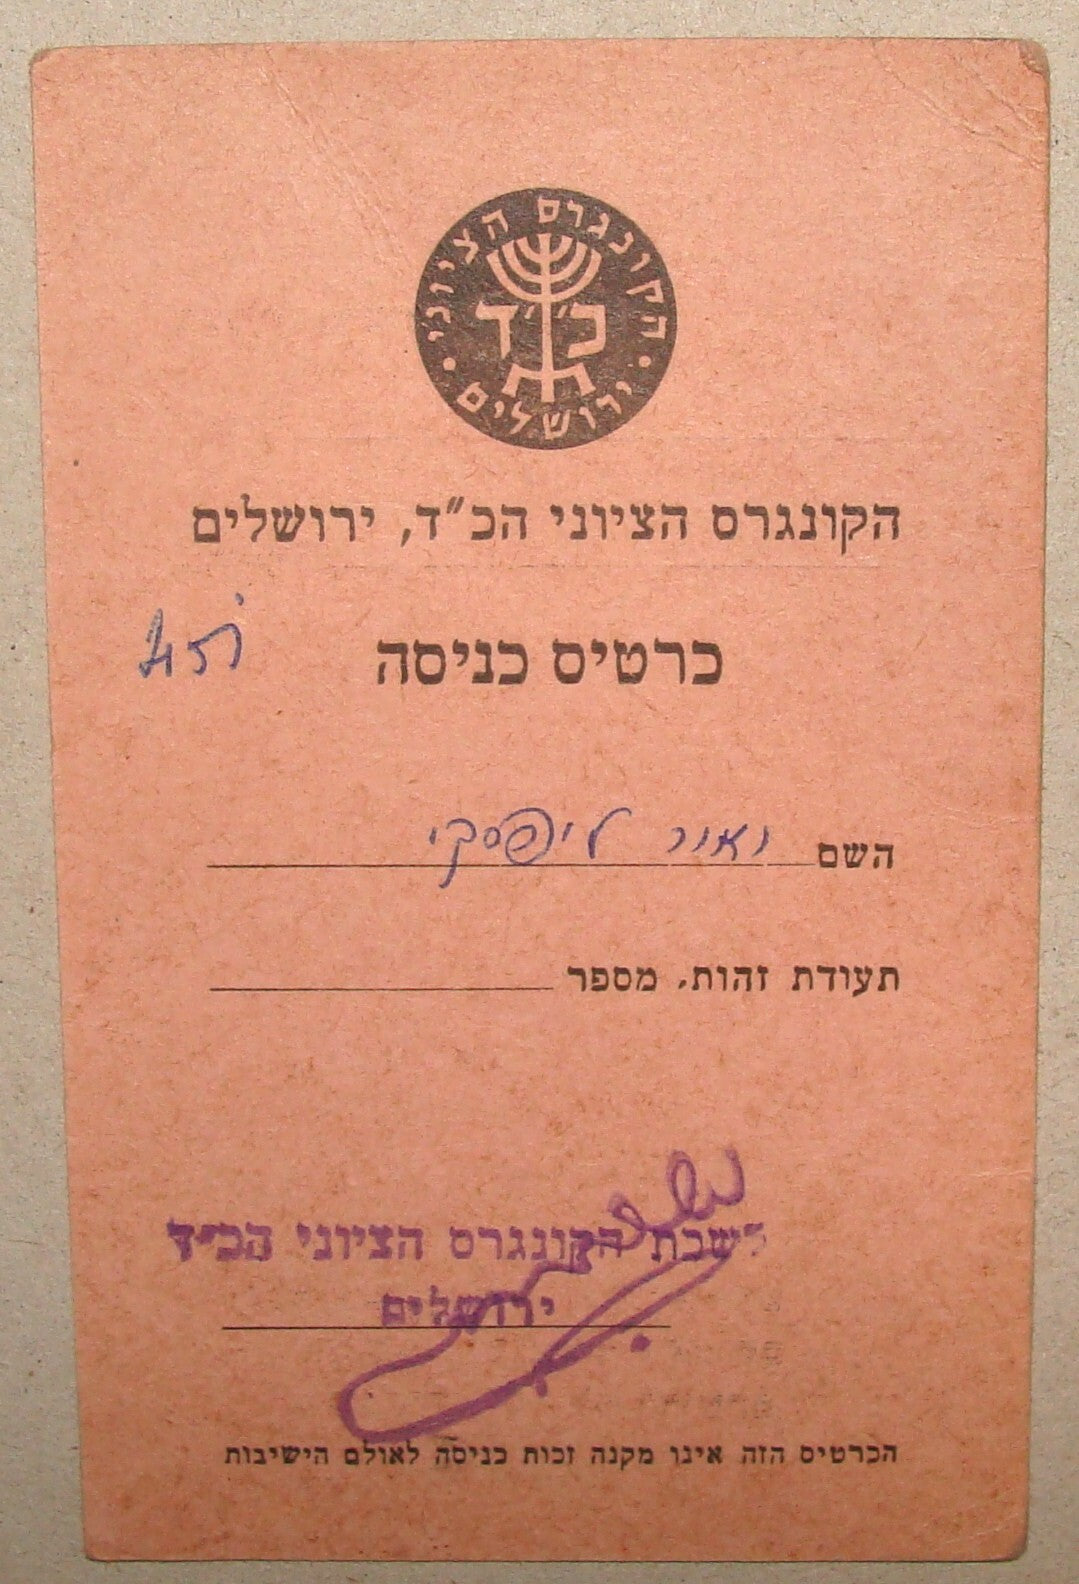 הקונגרס הציוני
כ״ד
ירושלים
הקונגרס הציוני הכ״ד, ירושלים
כרטיס כניסה
השם ליפסקי
תעודת זהות, מספר
לשכת הקונגרס הציוני הכ״ד
ירושלים
הכרטיס הזה אינו מקנה זכות כניסה לאולם הישיבות